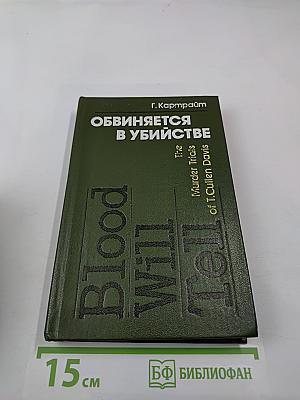 Г. Картрайт
ОБВИНЯЕТСЯ
В УБИЙСТВЕ
The
Murder Trials
of T.Cullen Davis
Blood
Will
Tell
15 см
БФ БИБЛИОФАН